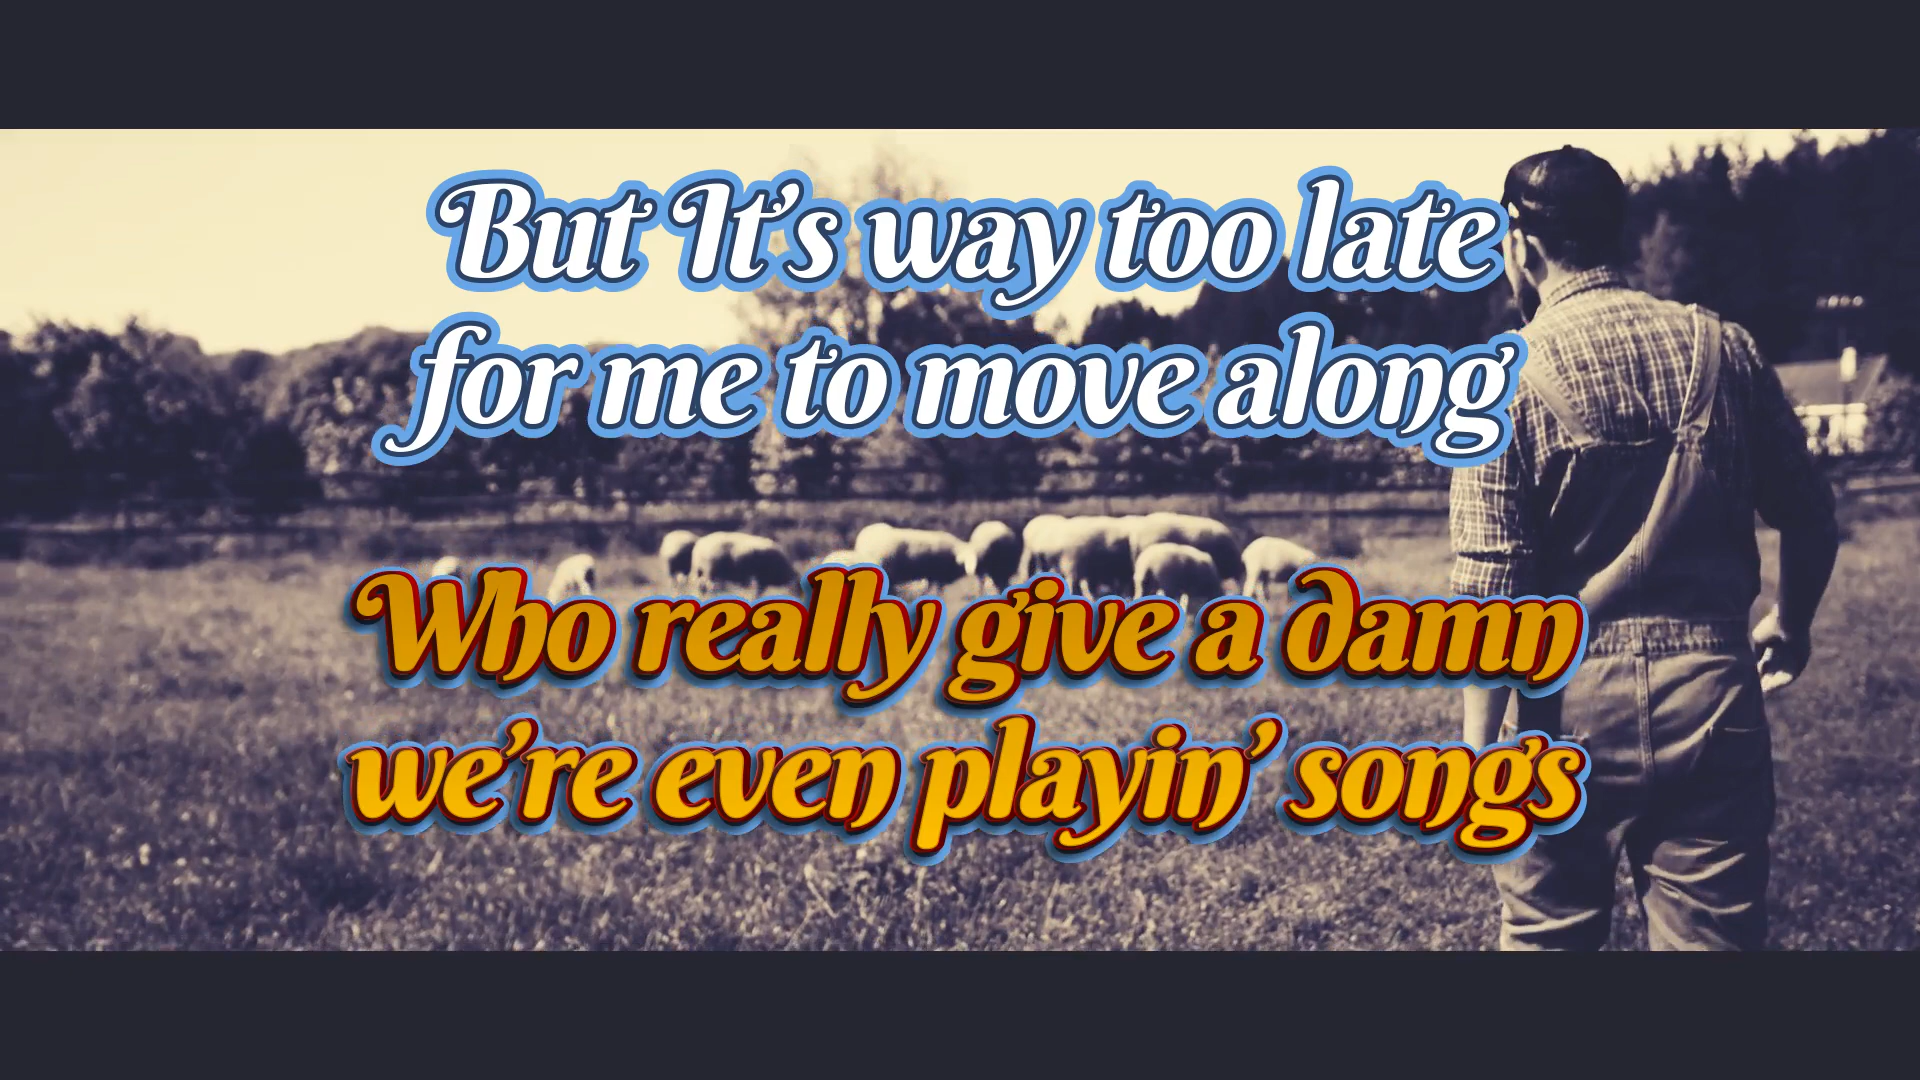 But It's way too late
for me to move along
Who really give a damn
we're even playin' songs